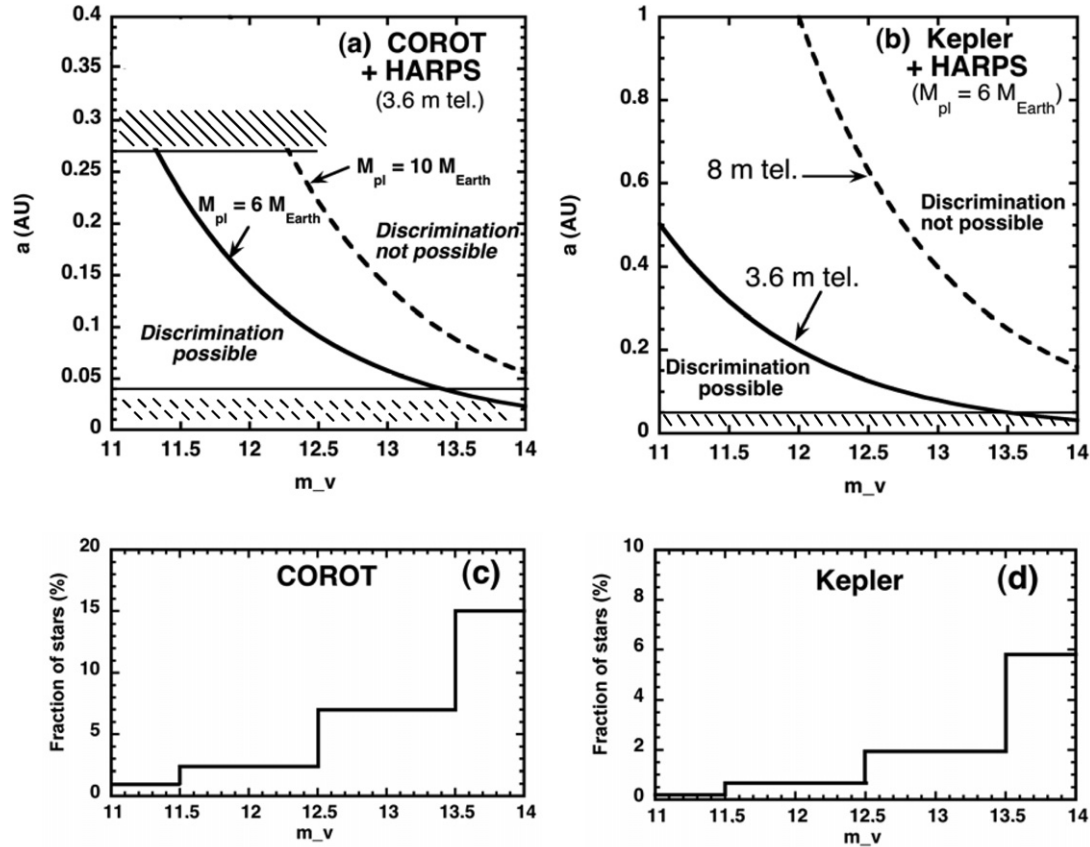 (a) COROT
+ HARPS
(3.6 m tel.)
M_pl = 10 M_Earth
M_pl = 6 M_Earth
Discrimination
not possible
Discrimination
possible
a (AU)
0.4
0.35
0.3
0.25
0.2
0.15
0.1
0.05
0
11 11.5 12 12.5 13 13.5 14
m_v
(b) Kepler
+ HARPS
(M_pl = 6 M_Earth)
8 m tel.
Discrimination
not possible
3.6 m tel.
Discrimination
possible
a (AU)
1
0.8
0.6
0.4
0.2
0
11 11.5 12 12.5 13 13.5 14
m_v
COROT (c)
Fraction of stars (%)
20
15
10
5
0
11 11.5 12 12.5 13 13.5 14
m_v
Kepler (d)
Fraction of stars (%)
10
8
6
4
2
0
11 11.5 12 12.5 13 13.5 14
m_v